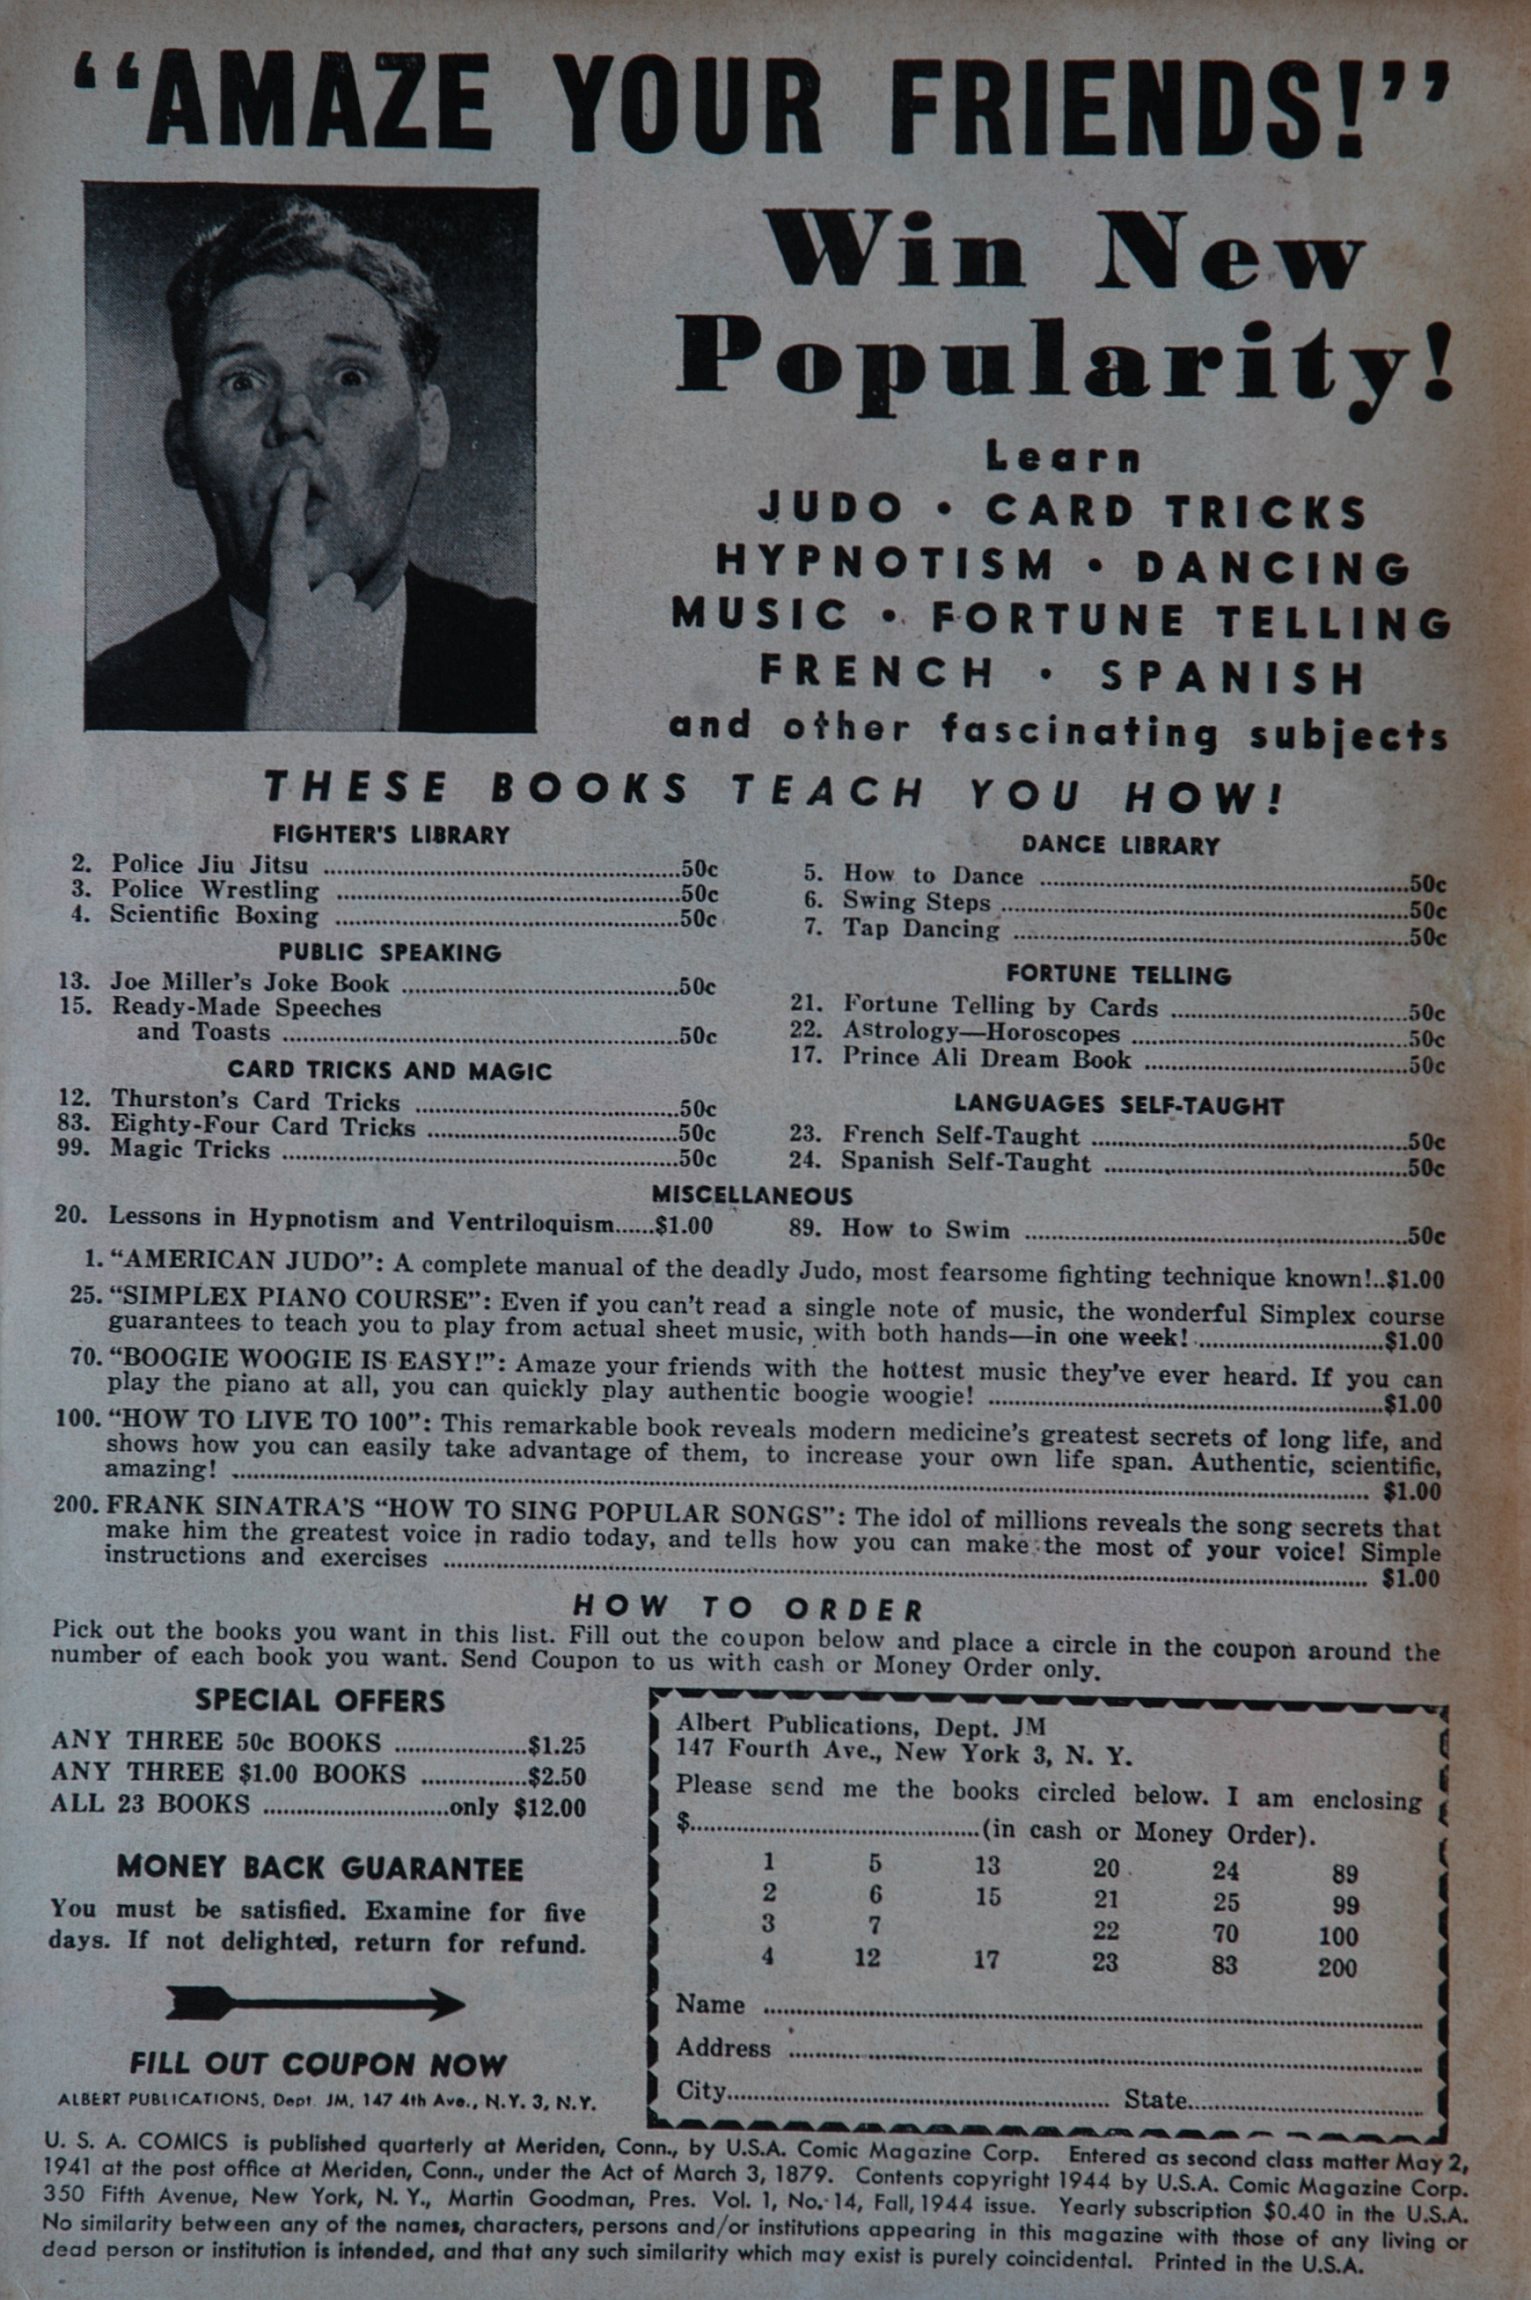 “AMAZE YOUR FRIENDS!”
Win New
Popularity!
Learn
JUDO • CARD TRICKS
HYPNOTISM • DANCING
MUSIC • FORTUNE TELLING
FRENCH • SPANISH
and other fascinating subjects
THESE BOOKS TEACH YOU HOW!
FIGHTER'S LIBRARY
2. Police Jiu Jitsu ..........50c
3. Police Wrestling ..........50c
4. Scientific Boxing ..........50c
PUBLIC SPEAKING
13. Joe Miller's Joke Book ..........50c
15. Ready-Made Speeches
and Toasts ..........50c
CARD TRICKS AND MAGIC
12. Thurston's Card Tricks ..........50c
83. Eighty-Four Card Tricks ..........50c
99. Magic Tricks ..........50c
DANCE LIBRARY
5. How to Dance ..........50c
6. Swing Steps ..........50c
7. Tap Dancing ..........50c
FORTUNE TELLING
21. Fortune Telling by Cards ..........50c
22. Astrology—Horoscopes ..........50c
17. Prince Ali Dream Book ..........50c
LANGUAGES SELF-TAUGHT
23. French Self-Taught ..........50c
24. Spanish Self-Taught ..........50c
MISCELLANEOUS
20. Lessons in Hypnotism and Ventriloquism......$1.00
89. How to Swim ..........50c
1. “AMERICAN JUDO”: A complete manual of the deadly Judo, most fearsome fighting technique known!..$1.00
25. “SIMPLEX PIANO COURSE”: Even if you can't read a single note of music, the wonderful Simplex course
guarantees to teach you to play from actual sheet music, with both hands—in one week! ..........$1.00
70. “BOOGIE WOOGIE IS EASY!”: Amaze your friends with the hottest music they've ever heard. If you can
play the piano at all, you can quickly play authentic boogie woogie! ..........$1.00
100. “HOW TO LIVE TO 100”: This remarkable book reveals modern medicine's greatest secrets of long life, and
shows how you can easily take advantage of them, to increase your own life span. Authentic, scientific,
amazing! .......... $1.00
200. FRANK SINATRA'S “HOW TO SING POPULAR SONGS”: The idol of millions reveals the song secrets that
make him the greatest voice in radio today, and tells how you can make the most of your voice! Simple
instructions and exercises .......... $1.00
HOW TO ORDER
Pick out the books you want in this list. Fill out the coupon below and place a circle in the coupon around the
number of each book you want. Send Coupon to us with cash or Money Order only.
SPECIAL OFFERS
ANY THREE 50c BOOKS ..........$1.25
ANY THREE $1.00 BOOKS ..........$2.50
ALL 23 BOOKS ..........only $12.00
MONEY BACK GUARANTEE
You must be satisfied. Examine for five
days. If not delighted, return for refund.
FILL OUT COUPON NOW
ALBERT PUBLICATIONS, Dept. JM, 147 4th Ave., N.Y. 3, N.Y.
Albert Publications, Dept. JM
147 Fourth Ave., New York 3, N. Y.
Please send me the books circled below. I am enclosing
$..........(in cash or Money Order).
1 5 13 20 24 89
2 6 15 21 25 99
3 7 22 70 100
4 12 17 23 83 200
Name ..........
Address ..........
City.......... State..........
U. S. A. COMICS is published quarterly at Meriden, Conn., by U.S.A. Comic Magazine Corp. Entered as second class matter May 2,
1941 at the post office at Meriden, Conn., under the Act of March 3, 1879. Contents copyright 1944 by U.S.A. Comic Magazine Corp.
350 Fifth Avenue, New York, N. Y., Martin Goodman, Pres. Vol. 1, No. 14, Fall, 1944 issue. Yearly subscription $0.40 in the U.S.A.
No similarity between any of the names, characters, persons and/or institutions appearing in this magazine with those of any living or
dead person or institution is intended, and that any such similarity which may exist is purely coincidental. Printed in the U.S.A.